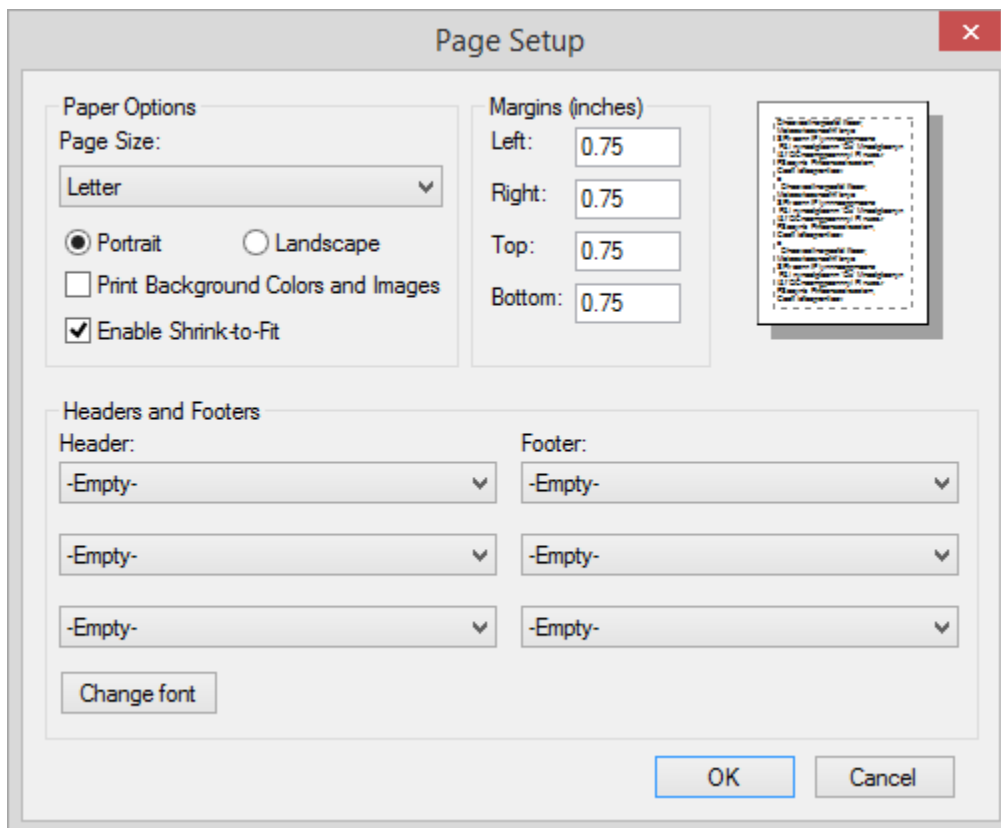 Page Setup
Paper Options
Page Size:
Letter
Portrait Landscape
Print Background Colors and Images
Enable Shrink-to-Fit
Margins (inches)
Left: 0.75
Right: 0.75
Top: 0.75
Bottom: 0.75
Headers and Footers
Header: Footer:
-Empty- -Empty-
-Empty- -Empty-
-Empty- -Empty-
Change font
OK Cancel